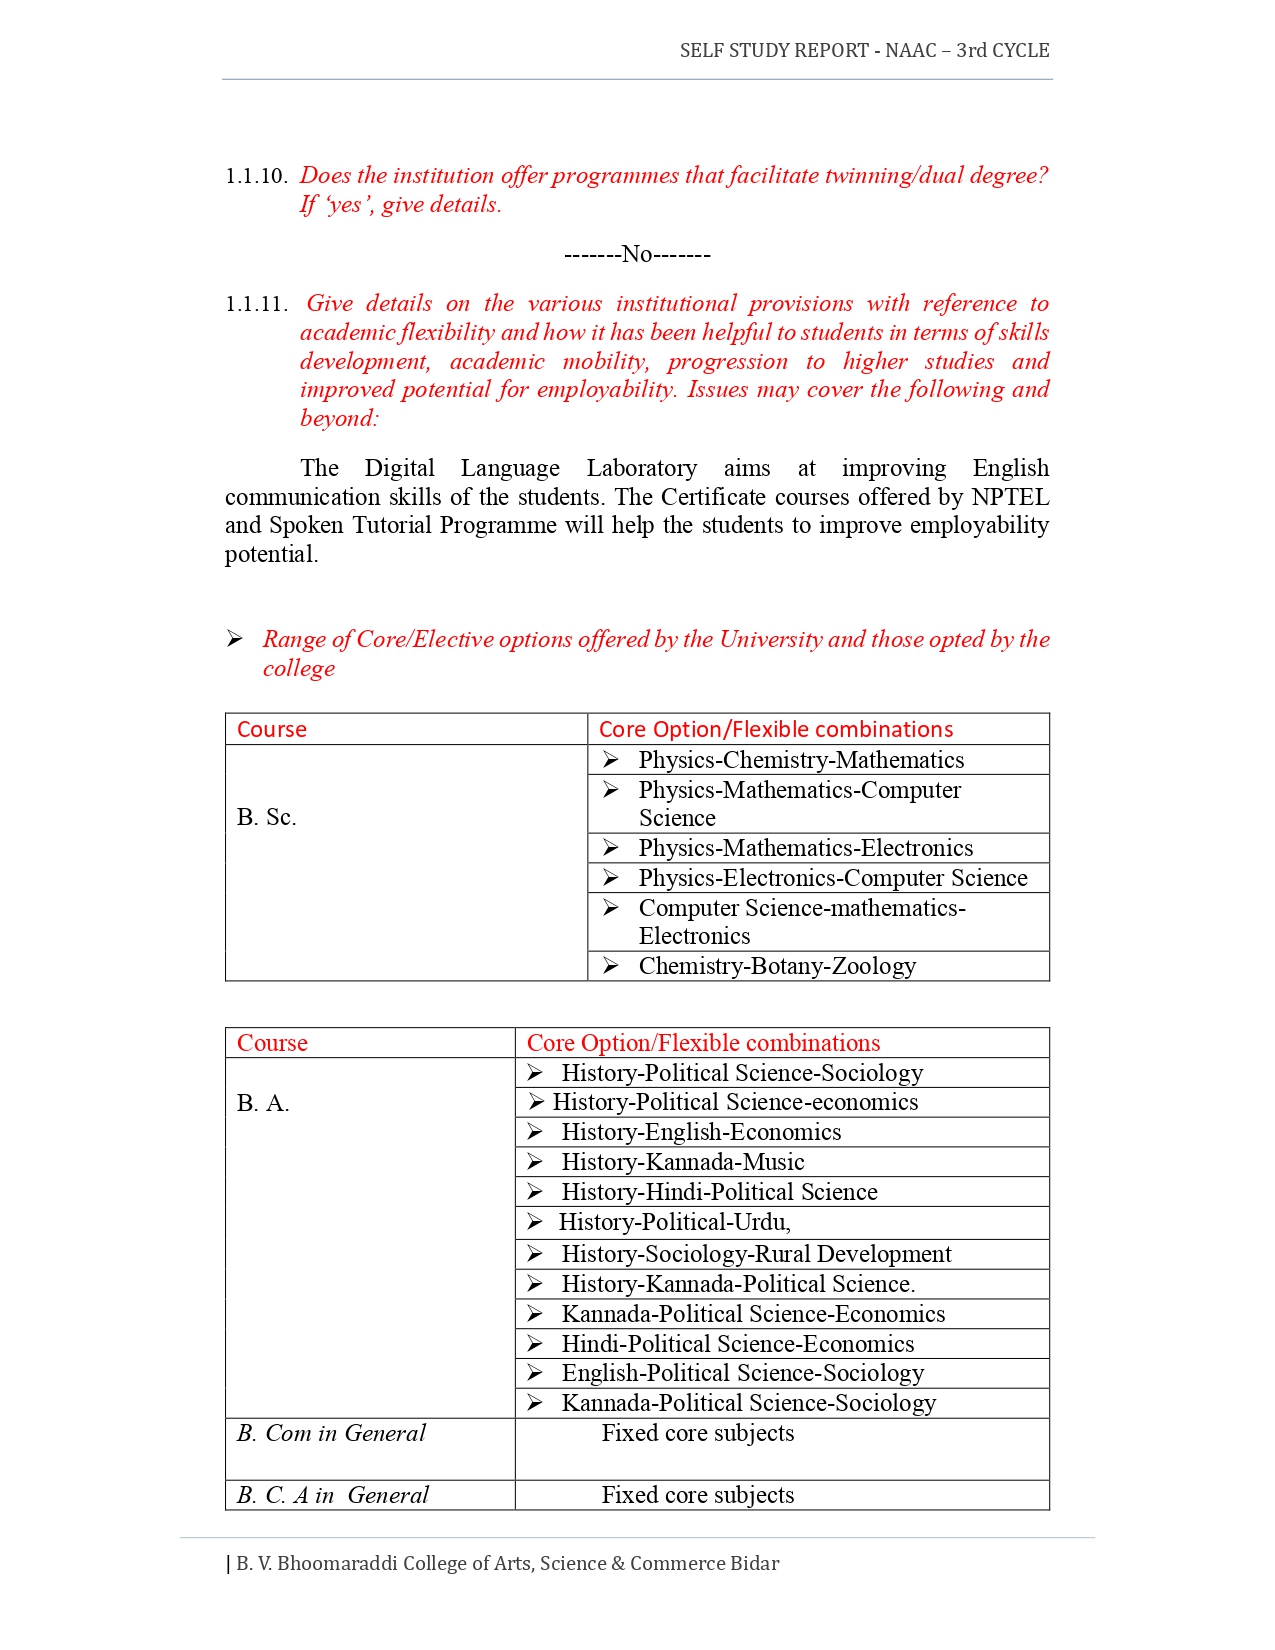 SELF STUDY REPORT - NAAC – 3rd CYCLE
1.1.10. Does the institution offer programmes that facilitate twinning/dual degree?
If ‘yes’, give details.
-------No-------
1.1.11. Give details on the various institutional provisions with reference to
academic flexibility and how it has been helpful to students in terms of skills
development, academic mobility, progression to higher studies and
improved potential for employability. Issues may cover the following and
beyond:
The Digital Language Laboratory aims at improving English
communication skills of the students. The Certificate courses offered by NPTEL
and Spoken Tutorial Programme will help the students to improve employability
potential.
➢ Range of Core/Elective options offered by the University and those opted by the
college
Course Core Option/Flexible combinations
➢ Physics-Chemistry-Mathematics
➢ Physics-Mathematics-Computer
Science
B. Sc.
➢ Physics-Mathematics-Electronics
➢ Physics-Electronics-Computer Science
➢ Computer Science-mathematics-
Electronics
➢ Chemistry-Botany-Zoology
Course Core Option/Flexible combinations
➢ History-Political Science-Sociology
B. A. ➢ History-Political Science-economics
➢ History-English-Economics
➢ History-Kannada-Music
➢ History-Hindi-Political Science
➢ History-Political-Urdu,
➢ History-Sociology-Rural Development
➢ History-Kannada-Political Science.
➢ Kannada-Political Science-Economics
➢ Hindi-Political Science-Economics
➢ English-Political Science-Sociology
➢ Kannada-Political Science-Sociology
B. Com in General Fixed core subjects
B. C. A in General Fixed core subjects
| B. V. Bhoomaraddi College of Arts, Science & Commerce Bidar